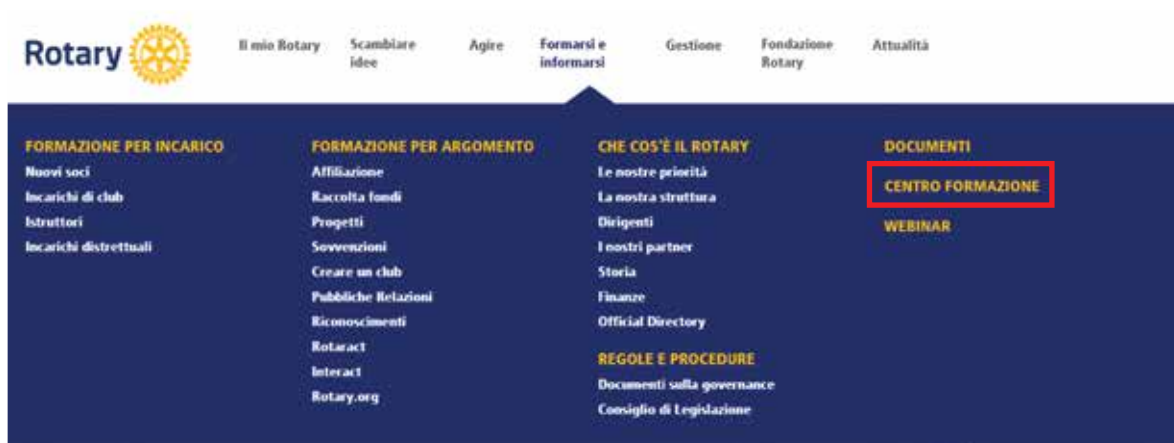 Rotary
Il mio Rotary
Scambiare
idee
Agire
Formarsi e
informarsi
Gestione
Fondazione
Rotary
Attualità
FORMAZIONE PER INCARICO
Nuovi soci
Incarichi di club
Istruttori
Incarichi distrettuali
FORMAZIONE PER ARGOMENTO
Affiliazione
Raccolta fondi
Progetti
Sovvenzioni
Creare un club
Pubbliche Relazioni
Riconoscimenti
Rotaract
Interact
Rotary.org
CHE COS'È IL ROTARY
Le nostre priorità
La nostra struttura
Dirigenti
I nostri partner
Storia
Finanze
Official Directory
REGOLE E PROCEDURE
Documenti sulla governance
Consiglio di Legislazione
DOCUMENTI
CENTRO FORMAZIONE
WEBINAR